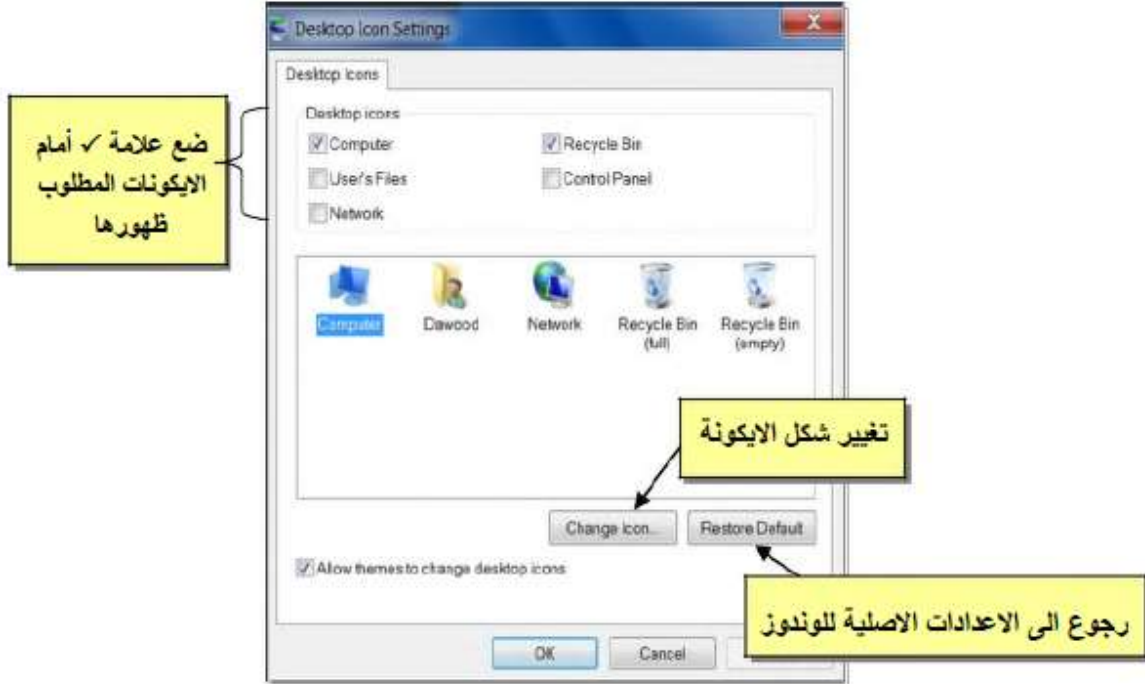 Desktop Icon Settings
Desktop Icons
Desktop icons
Computer
Recycle Bin
User's Files
Control Panel
Network
ضع علامة ✓ أمام
الايكونات المطلوب
ظهورها
Computer
Dawood
Network
Recycle Bin
(full)
Recycle Bin
(empty)
تغيير شكل الايكونة
Change Icon...
Restore Default
Allow themes to change desktop icons
رجوع الى الاعدادات الاصلية للوندوز
OK
Cancel